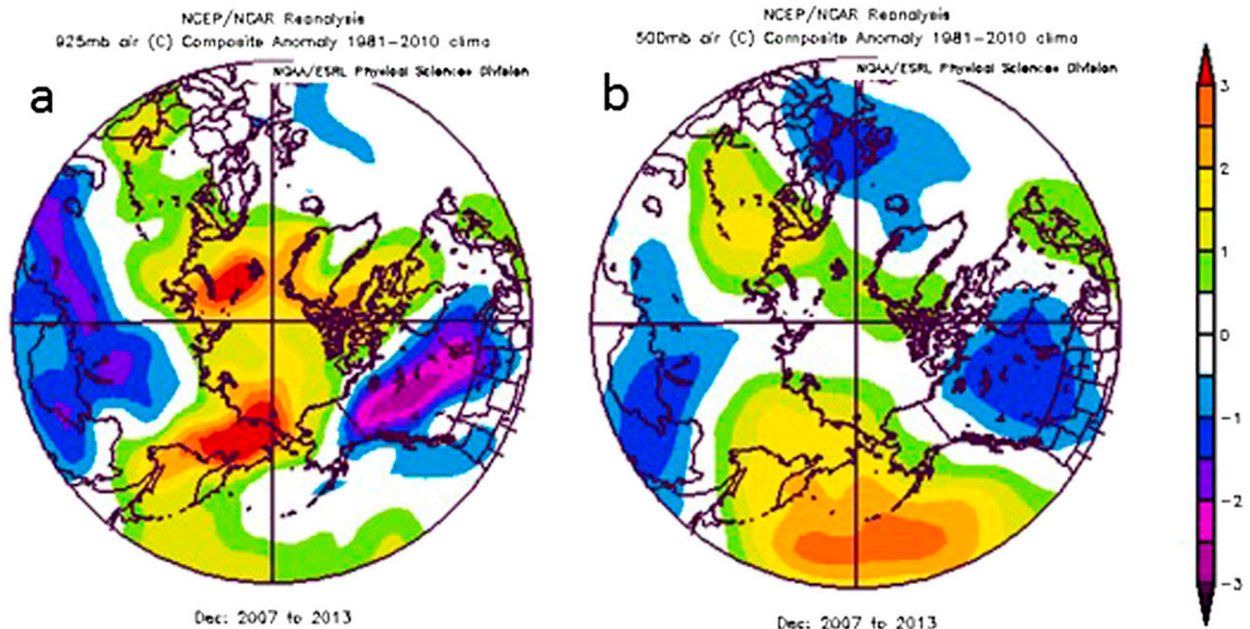 NCEP/NCAR Reanalysis
925mb air (C) Composite Anomaly 1981-2010 clima
NOAA/ESRL Physical Sciences Division
a
Dec: 2007 to 2013
NCEP/NCAR Reanalysis
500mb air (C) Composite Anomaly 1981-2010 clima
NOAA/ESRL Physical Sciences Division
b
Dec: 2007 to 2013
3
2
1
0
-1
-2
-3